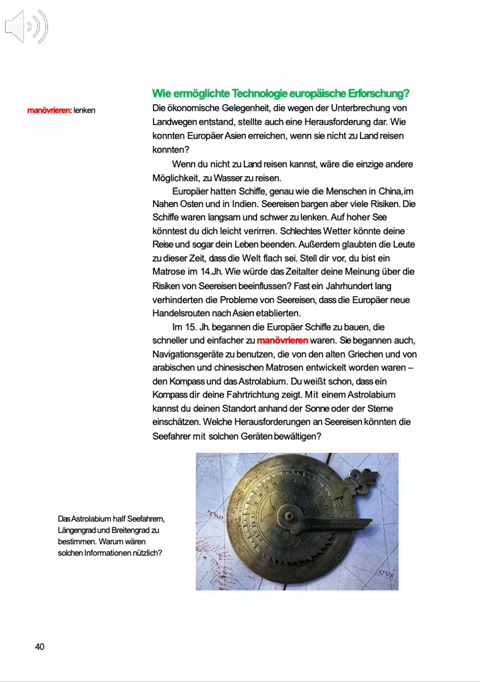 Wie ermöglichte Technologie europäische Erforschung?
manövrieren: lenken
Die ökonomische Gelegenheit, die wegen der Unterbrechung von
Landwegen entstand, stellte auch eine Herausforderung dar. Wie
konnten Europäer Asien erreichen, wenn sie nicht zu Land reisen
konnten?
Wenn du nicht zu Land reisen kannst, wäre die einzige andere
Möglichkeit, zu Wasser zu reisen.
Europäer hatten Schiffe, genau wie die Menschen in China, im
Nahen Osten und in Indien. Seereisen bargen aber viele Risiken. Die
Schiffe waren langsam und schwer zu lenken. Auf hoher See
könntest du dich leicht verirren. Schlechtes Wetter könnte deine
Reise und sogar dein Leben beenden. Außerdem glaubten die Leute
zu dieser Zeit, dass die Welt flach sei. Stell dir vor, du bist ein
Matrose im 14.Jh. Wie würde das Zeitalter deine Meinung über die
Risiken von Seereisen beeinflussen? Fast ein Jahrhundert lang
verhinderten die Probleme von Seereisen, dass die Europäer neue
Handelsrouten nach Asien etablierten.
Im 15. Jh. begannen die Europäer Schiffe zu bauen, die
schneller und einfacher zu manövrieren waren. Sie begannen auch,
Navigationsgeräte zu benutzen, die von den alten Griechen und von
arabischen und chinesischen Matrosen entwickelt worden waren –
den Kompass und das Astrolabium. Du weißt schon, dass ein
Kompass dir deine Fahrtrichtung zeigt. Mit einem Astrolabium
kannst du deinen Standort anhand der Sonne oder der Sterne
einschätzen. Welche Herausforderungen an Seereisen könnten die
Seefahrer mit solchen Geräten bewältigen?
Das Astrolabium half Seefahrern,
Längengrad und Breitengrad zu
bestimmen. Warum wären
solchen Informationen nützlich?
40